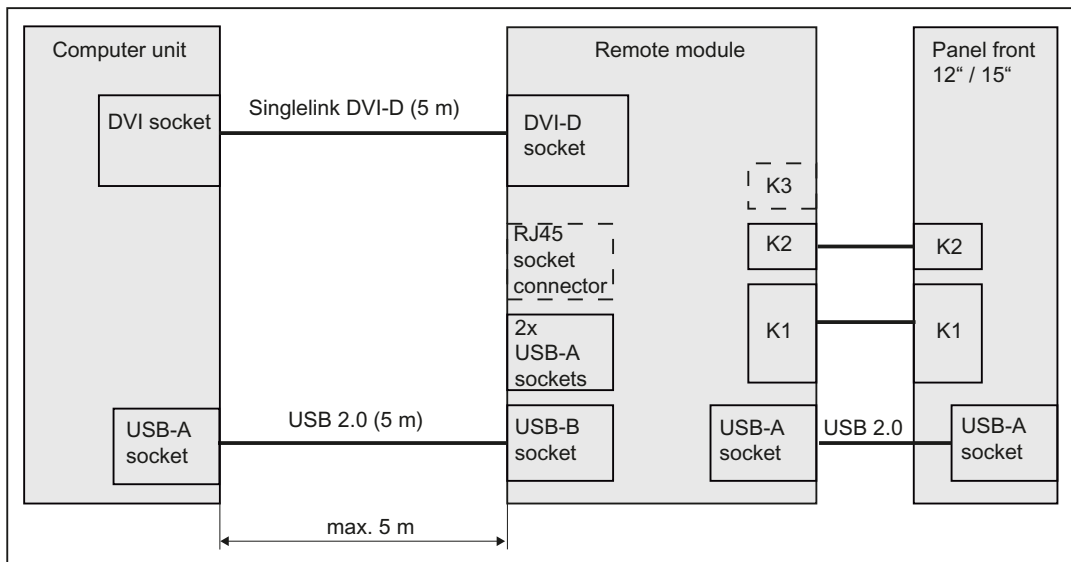 Computer unit
Remote module
Panel front
12“ / 15“
DVI socket
Singlelink DVI-D (5 m)
DVI-D
socket
K3
RJ45
socket
connector
K2
K2
2x
USB-A
sockets
K1
K1
USB-A
socket
USB 2.0 (5 m)
USB-B
socket
USB-A
socket
USB 2.0
USB-A
socket
max. 5 m